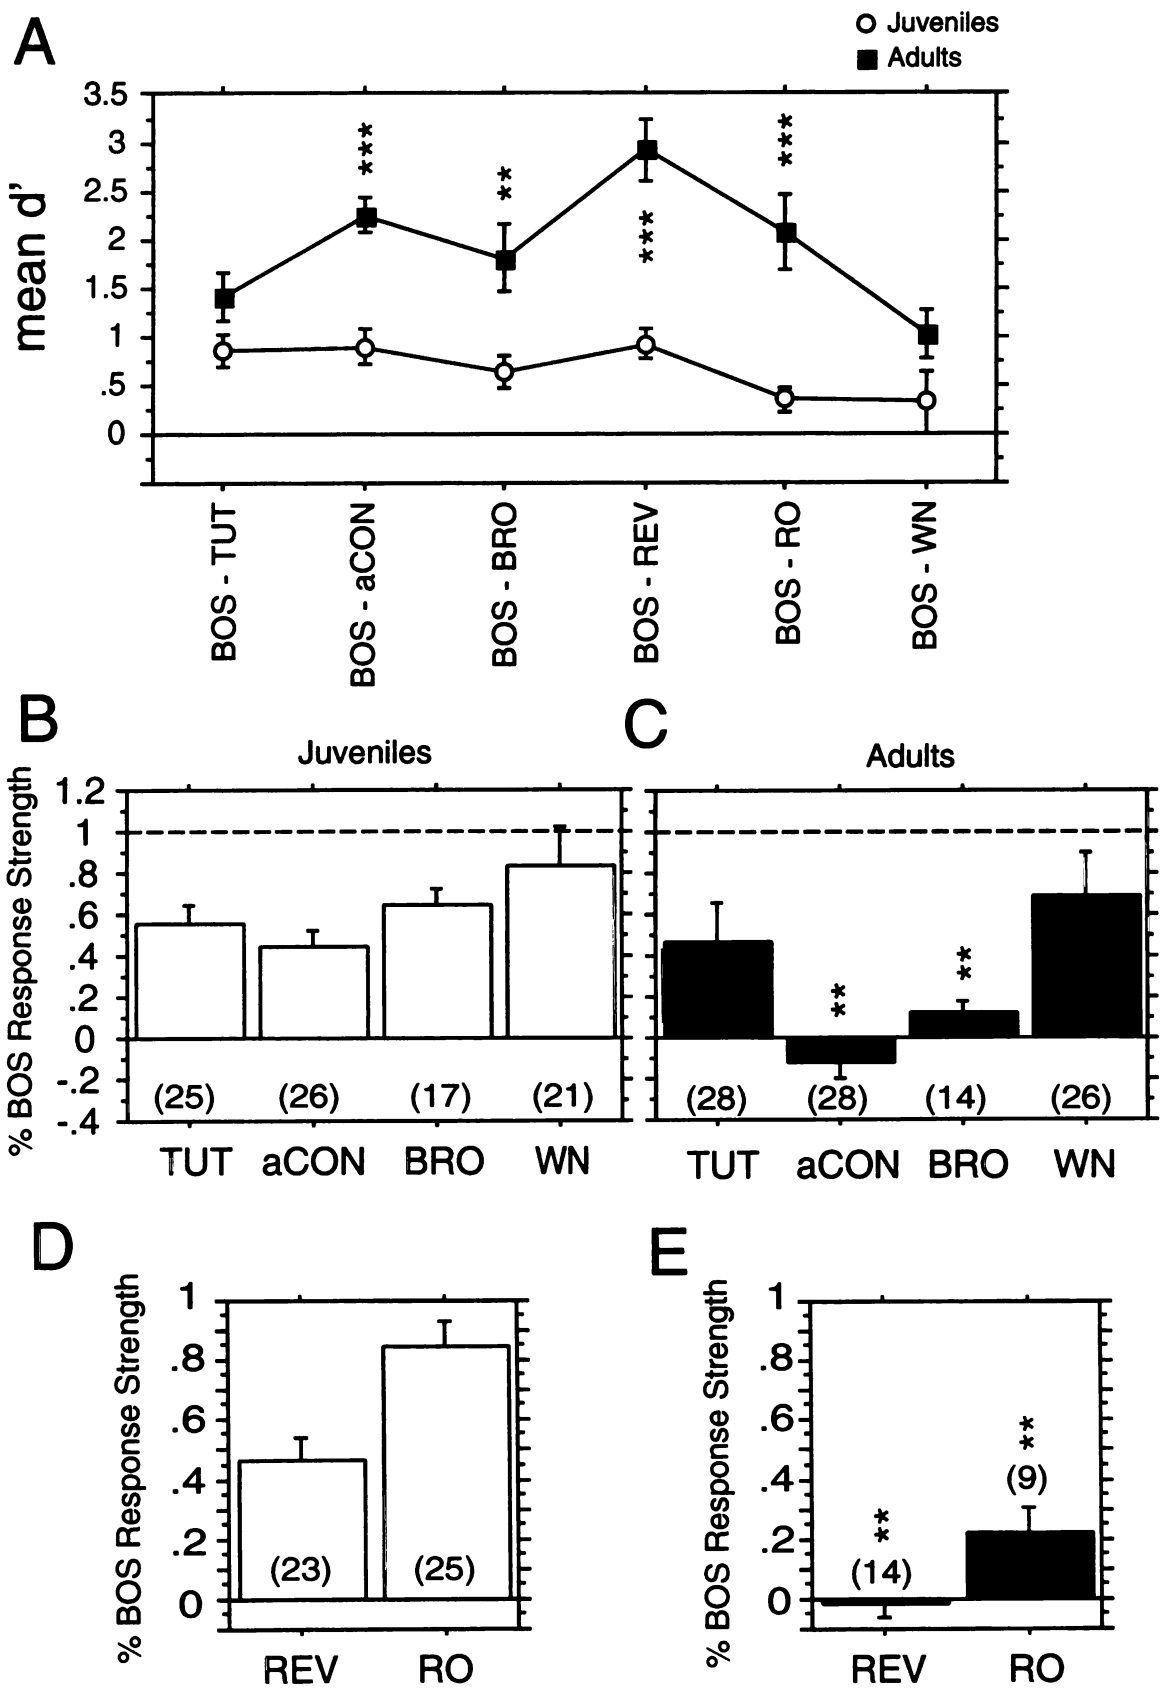 A
Juveniles
Adults
3.5
3
2.5
2
1.5
1
.5
0
mean d'
***
**
***
***
BOS - TUT
BOS - aCON
BOS - BRO
BOS - REV
BOS - RO
BOS - WN
B
Juveniles
% BOS Response Strength
1.2
1
.8
.6
.4
.2
0
-.2
-.4
(25)
(26)
(17)
(21)
TUT
aCON
BRO
WN
C
Adults
**
**
(28)
(28)
(14)
(26)
TUT
aCON
BRO
WN
D
% BOS Response Strength
1
.8
.6
.4
.2
0
(23)
(25)
REV
RO
E
% BOS Response Strength
1
.8
.6
.4
.2
0
**
(14)
**
(9)
REV
RO